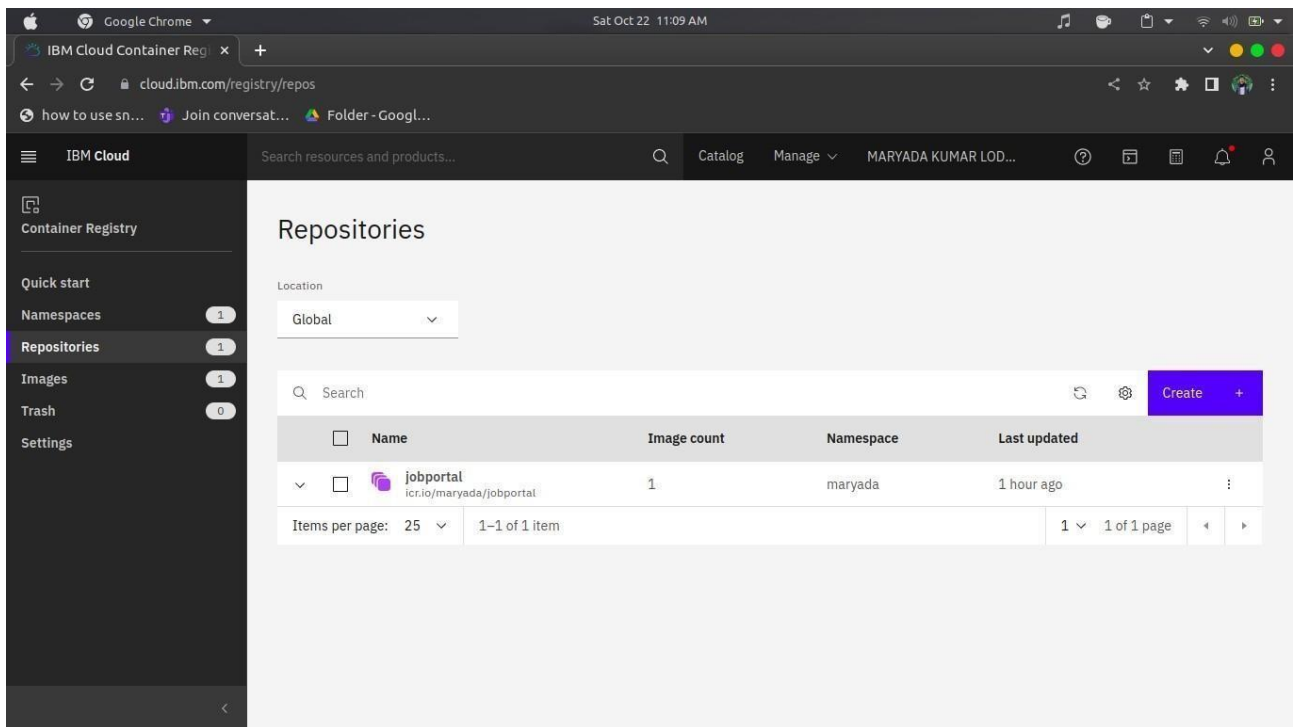 Google Chrome
Sat Oct 22 11:09 AM
IBM Cloud Container Reg
cloud.ibm.com/registry/repos
how to use sn...
Join conversat...
Folder - Googl...
IBM Cloud
Search resources and products...
Catalog
Manage
MARYADA KUMAR LOD...
Container Registry
Quick start
Namespaces 1
Repositories 1
Images 1
Trash 0
Settings
Repositories
Location
Global
Search
Create +
Name Image count Namespace Last updated
jobportal 1 maryada 1 hour ago
icr.io/maryada/jobportal
Items per page: 25 1–1 of 1 item 1 1 of 1 page